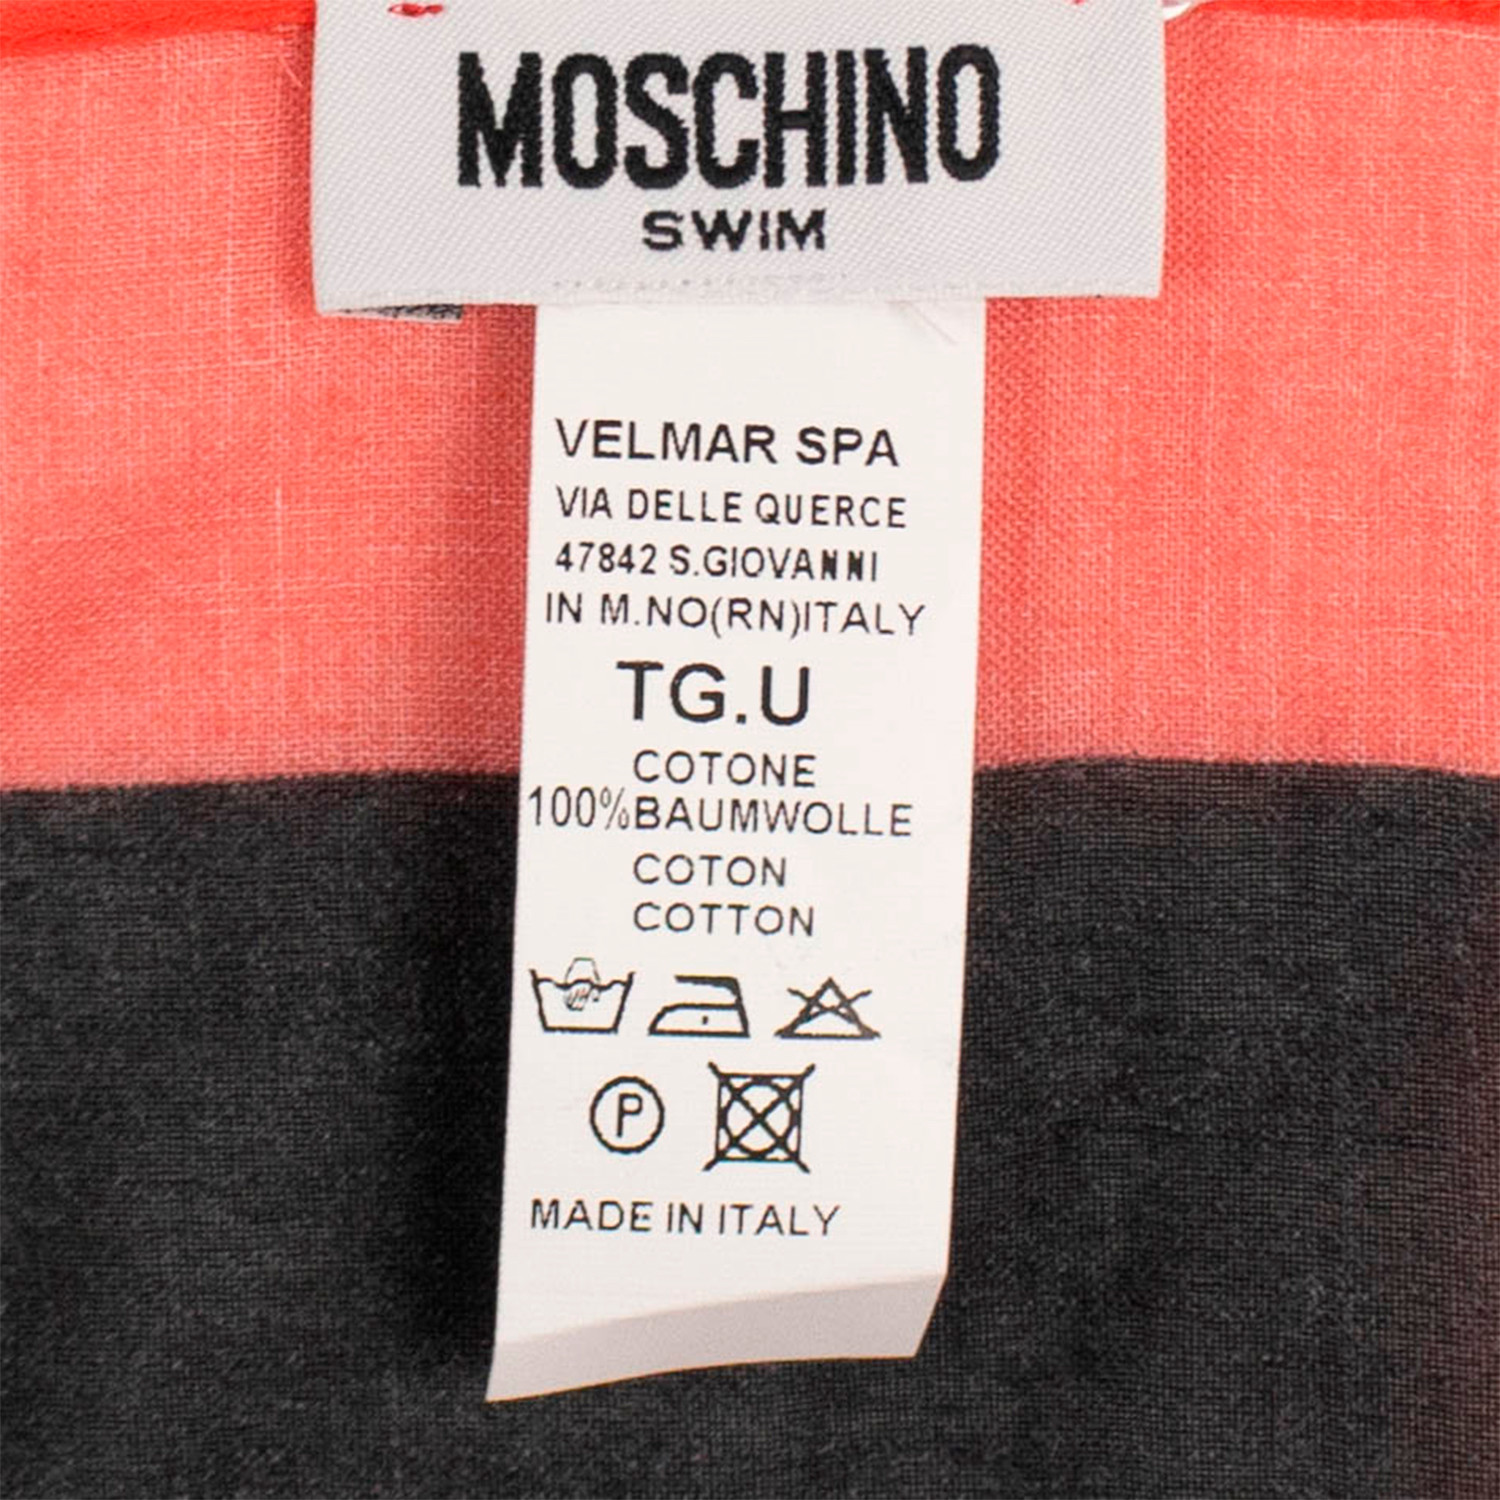 MOSCHINO
SWIM
VELMAR SPA
VIA DELLE QUERCE
47842 S.GIOVANNI
IN M.NO(RN)ITALY
TG.U
COTONE
100%BAUMWOLLE
COTON
COTTON
P
MADE IN ITALY